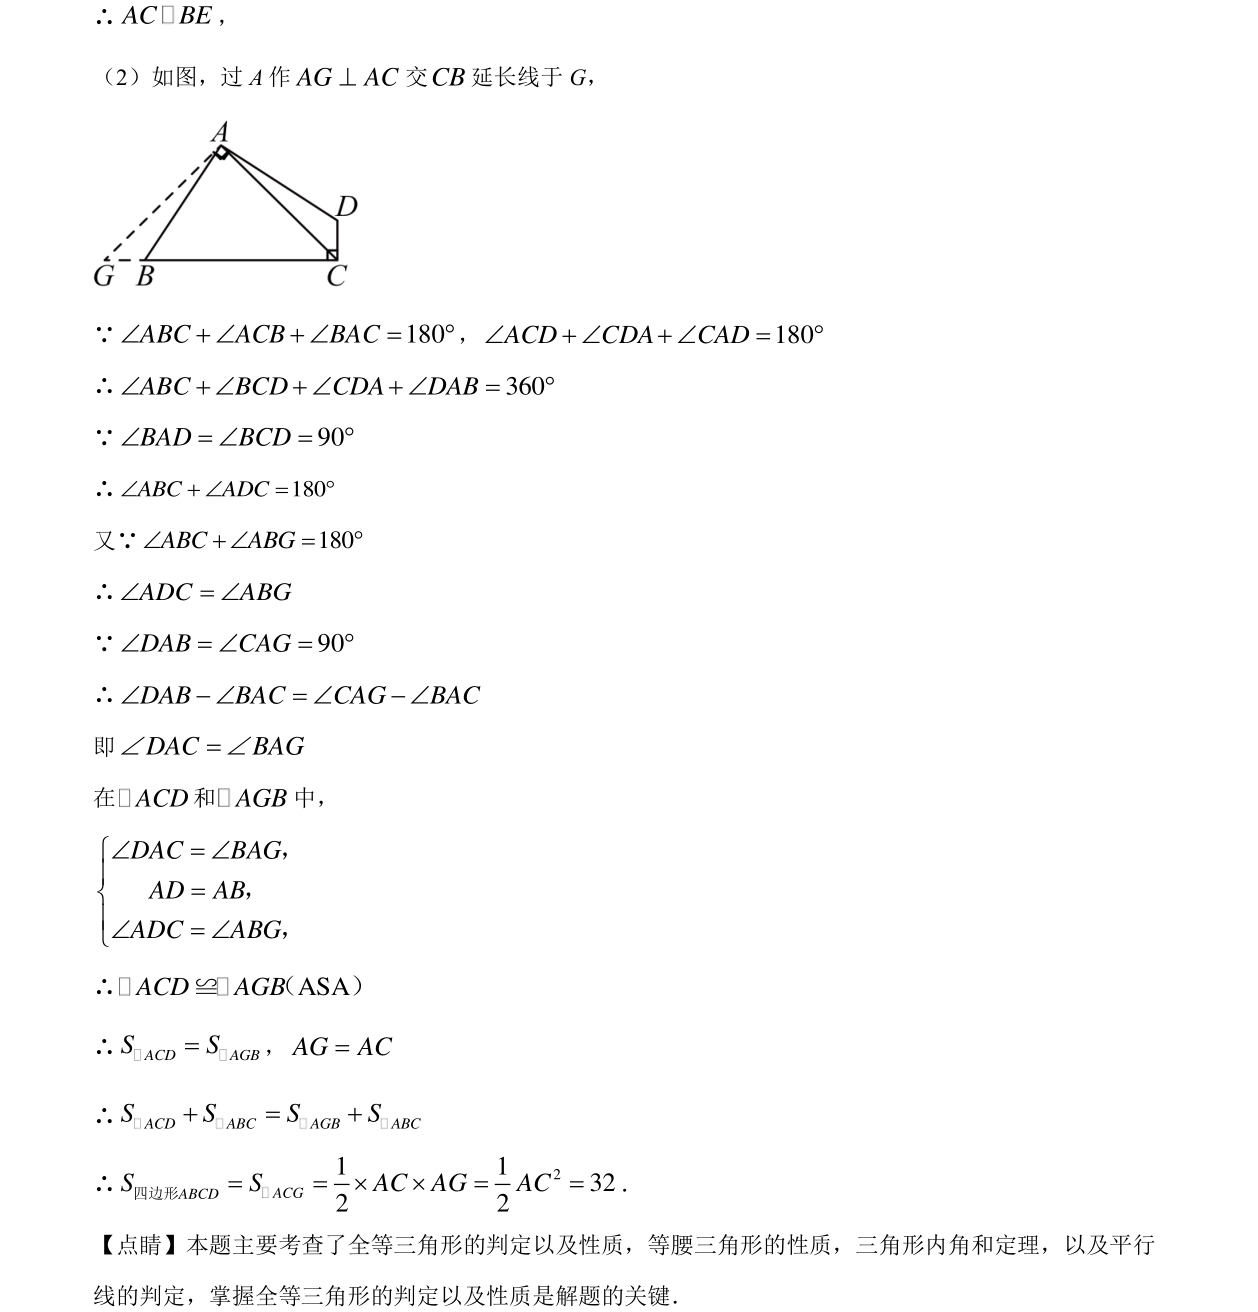 ∴ AC□BE，
（2）如图，过 A 作 AG ⊥ AC 交 CB 延长线于 G，
A
D
G B C
∵ ∠ABC + ∠ACB + ∠BAC = 180°， ∠ACD + ∠CDA + ∠CAD = 180°
∴ ∠ABC + ∠BCD + ∠CDA + ∠DAB = 360°
∵ ∠BAD = ∠BCD = 90°
∴ ∠ABC + ∠ADC = 180°
又∵ ∠ABC + ∠ABG = 180°
∴ ∠ADC = ∠ABG
∵ ∠DAB = ∠CAG = 90°
∴ ∠DAB − ∠BAC = ∠CAG − ∠BAC
即 ∠DAC = ∠BAG
在□ACD 和□AGB 中，
∠DAC = ∠BAG，
AD = AB，
∠ADC = ∠ABG，
∴□ACD ≌□AGB（ASA）
∴ S□ACD = S□AGB， AG = AC
∴ S□ACD + S□ABC = S□AGB + S□ABC
∴ S四边形ABCD = S□ACG = 1/2 × AC × AG = 1/2 AC² = 32．
【点睛】本题主要考查了全等三角形的判定以及性质，等腰三角形的性质，三角形内角和定理，以及平行
线的判定，掌握全等三角形的判定以及性质是解题的关键．